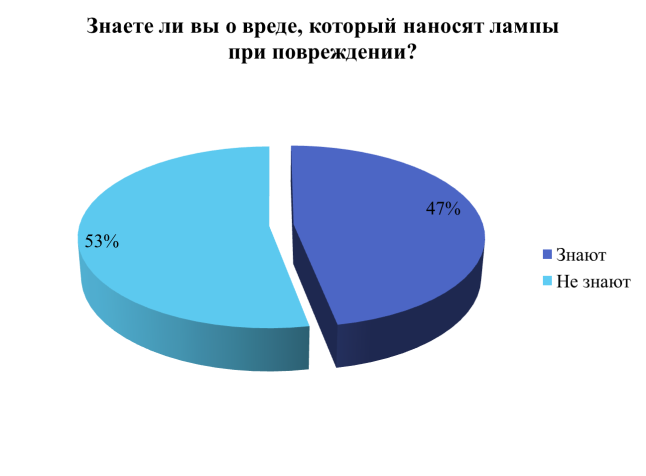 Знаете ли вы о вреде, который наносят лампы
при повреждении?
47%
53%
Знают
Не знают